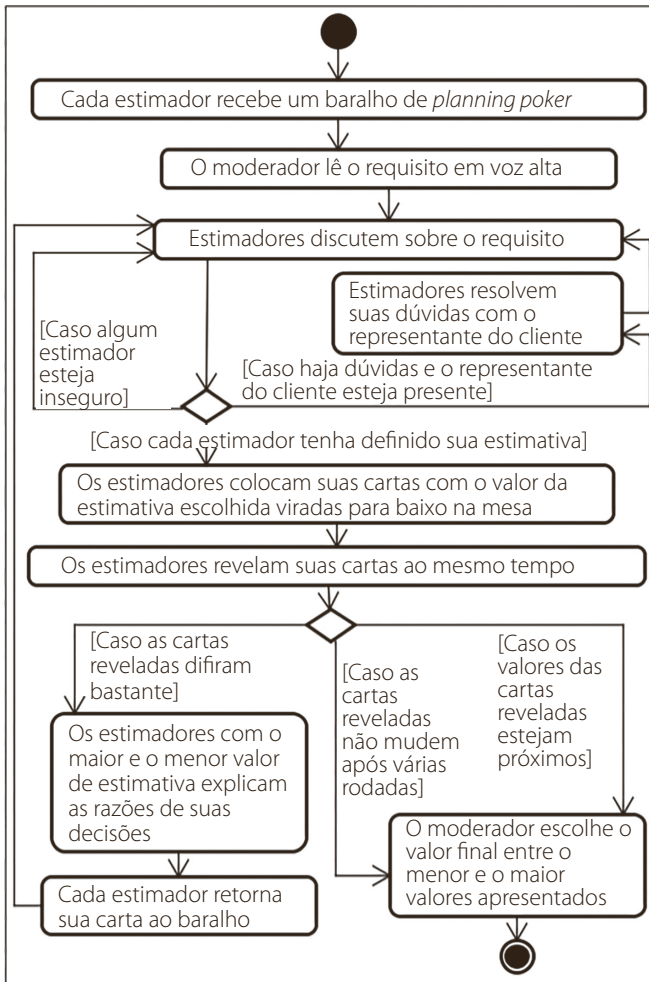 Cada estimador recebe um baralho de planning poker
O moderador lê o requisito em voz alta
Estimadores discutem sobre o requisito
Estimadores resolvem
suas dúvidas com o
representante do cliente
[Caso algum
estimador
esteja
inseguro]
[Caso haja dúvidas e o representante
do cliente esteja presente]
[Caso cada estimador tenha definido sua estimativa]
Os estimadores colocam suas cartas com o valor da
estimativa escolhida viradas para baixo na mesa
Os estimadores revelam suas cartas ao mesmo tempo
[Caso as cartas
reveladas difiram
bastante]
[Caso as
cartas
reveladas
não mudem
após várias
rodadas]
[Caso os
valores das
cartas
reveladas
estejam
próximos]
Os estimadores com o
maior e o menor valor
de estimativa explicam
as razões de suas
decisões
O moderador escolhe o
valor final entre o
menor e o maior
valores apresentados
Cada estimador retorna
sua carta ao baralho